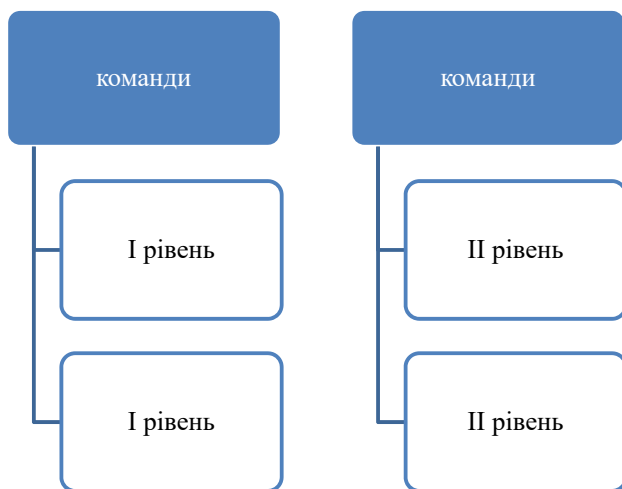 команди
І рівень
І рівень
команди
ІІ рівень
ІІ рівень